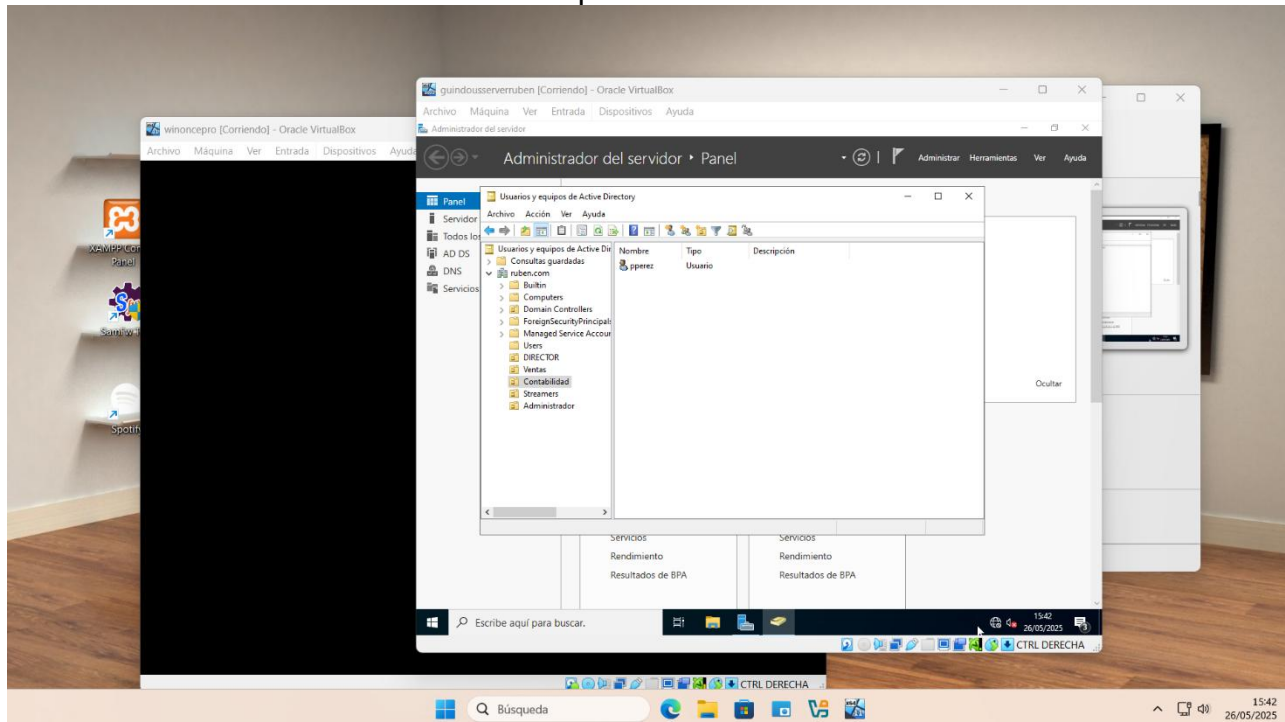 guindousserverruben [Corriendo] - Oracle VirtualBox
Archivo Máquina Ver Entrada Dispositivos Ayuda
winoncepro [Corriendo] - Oracle VirtualBox
Archivo Máquina Ver Entrada Dispositivos Ayuda
Administrador del servidor
Administrador del servidor Panel
Administrar Herramientas Ver Ayuda
Panel
Servidor
Todos los
AD DS
DNS
Servicios
Usuarios y equipos de Active Directory
Archivo Acción Ver Ayuda
Usuarios y equipos de Active Dir
Consultas guardadas
ruben.com
Builtin
Computers
Domain Controllers
ForeignSecurityPrincipals
Managed Service Accour
Users
DIRECTOR
Ventas
Contabilidad
Streamers
Administrador
Nombre Tipo Descripción
pperez Usuario
Ocultar
Servicios
Rendimiento
Resultados de BPA
Servicios
Rendimiento
Resultados de BPA
XAMPP Con
Panel
Spotify
Escribe aquí para buscar.
15:42
26/05/2025
3
CTRL DERECHA
CTRL DERECHA
Búsqueda
15:42
26/05/2025